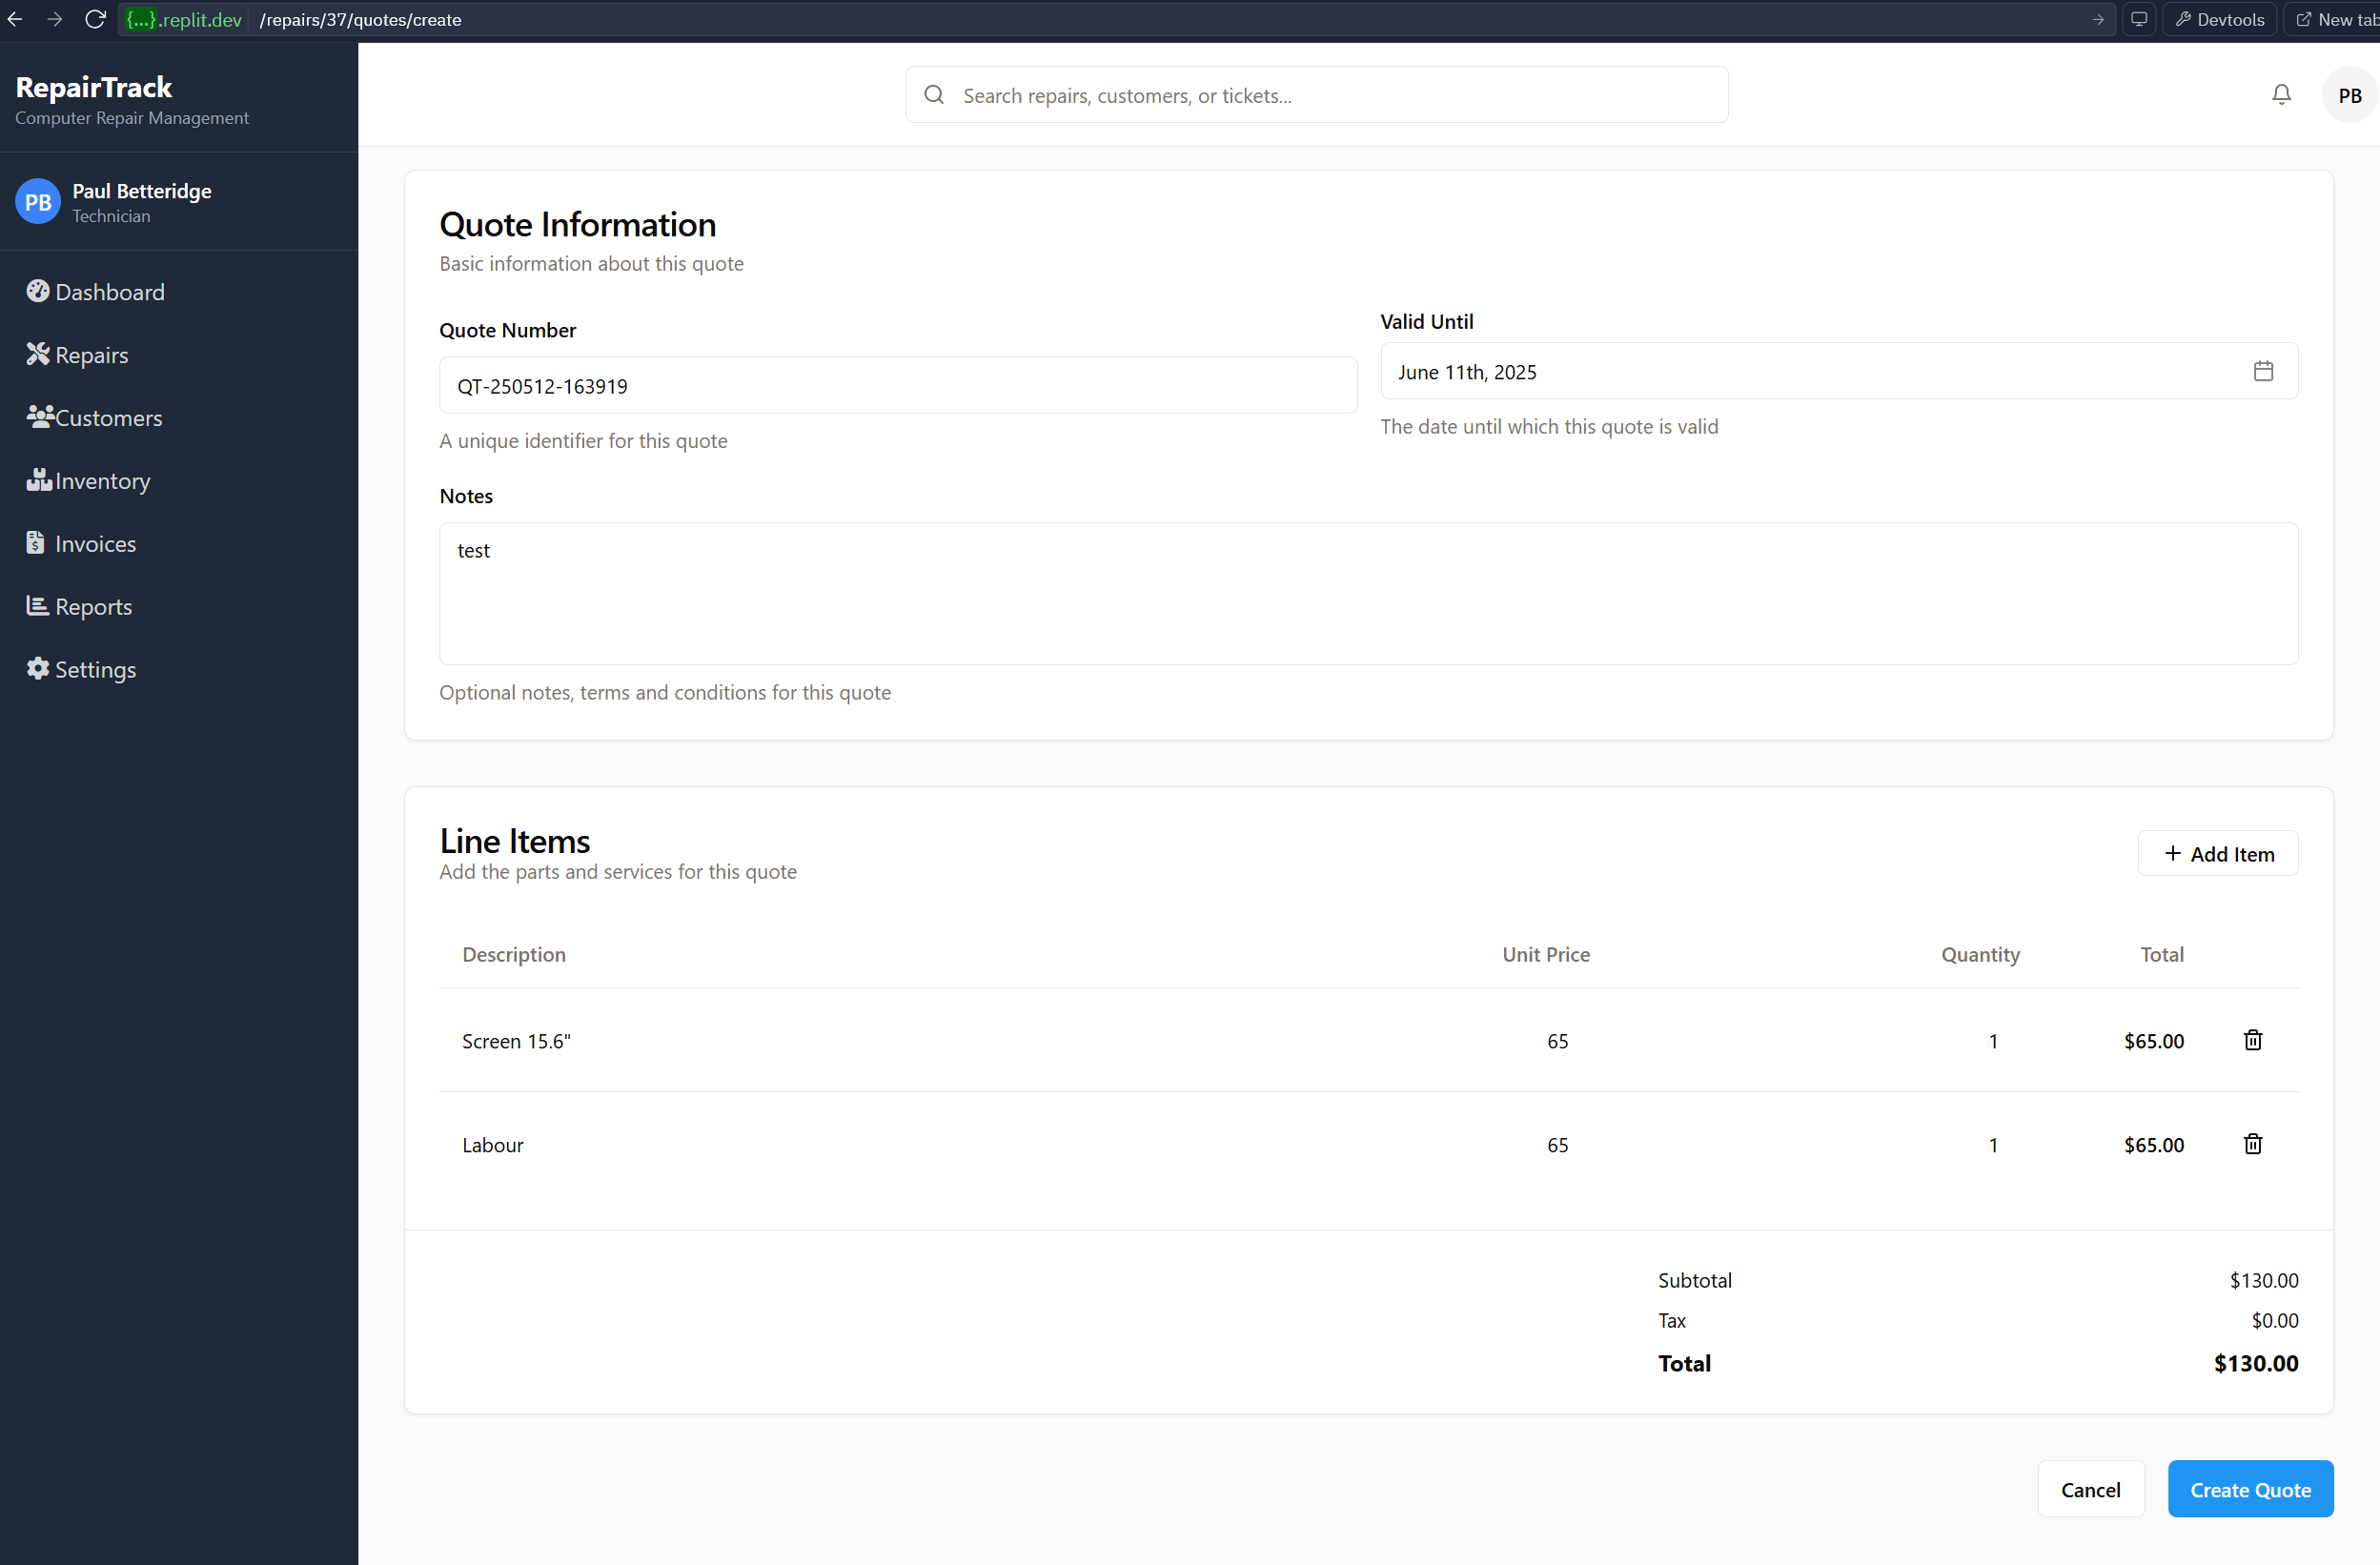 {...}.replit.dev /repairs/37/quotes/create
Devtools
New tab
RepairTrack
Computer Repair Management
Search repairs, customers, or tickets...
PB
PB
Paul Betteridge
Technician
Dashboard
Repairs
Customers
Inventory
Invoices
Reports
Settings
Quote Information
Basic information about this quote
Quote Number
Valid Until
QT-250512-163919
June 11th, 2025
A unique identifier for this quote
The date until which this quote is valid
Notes
test
Optional notes, terms and conditions for this quote
Line Items
Add the parts and services for this quote
+ Add Item
Description Unit Price Quantity Total
Screen 15.6" 65 1 $65.00
Labour 65 1 $65.00
Subtotal $130.00
Tax $0.00
Total $130.00
Cancel
Create Quote